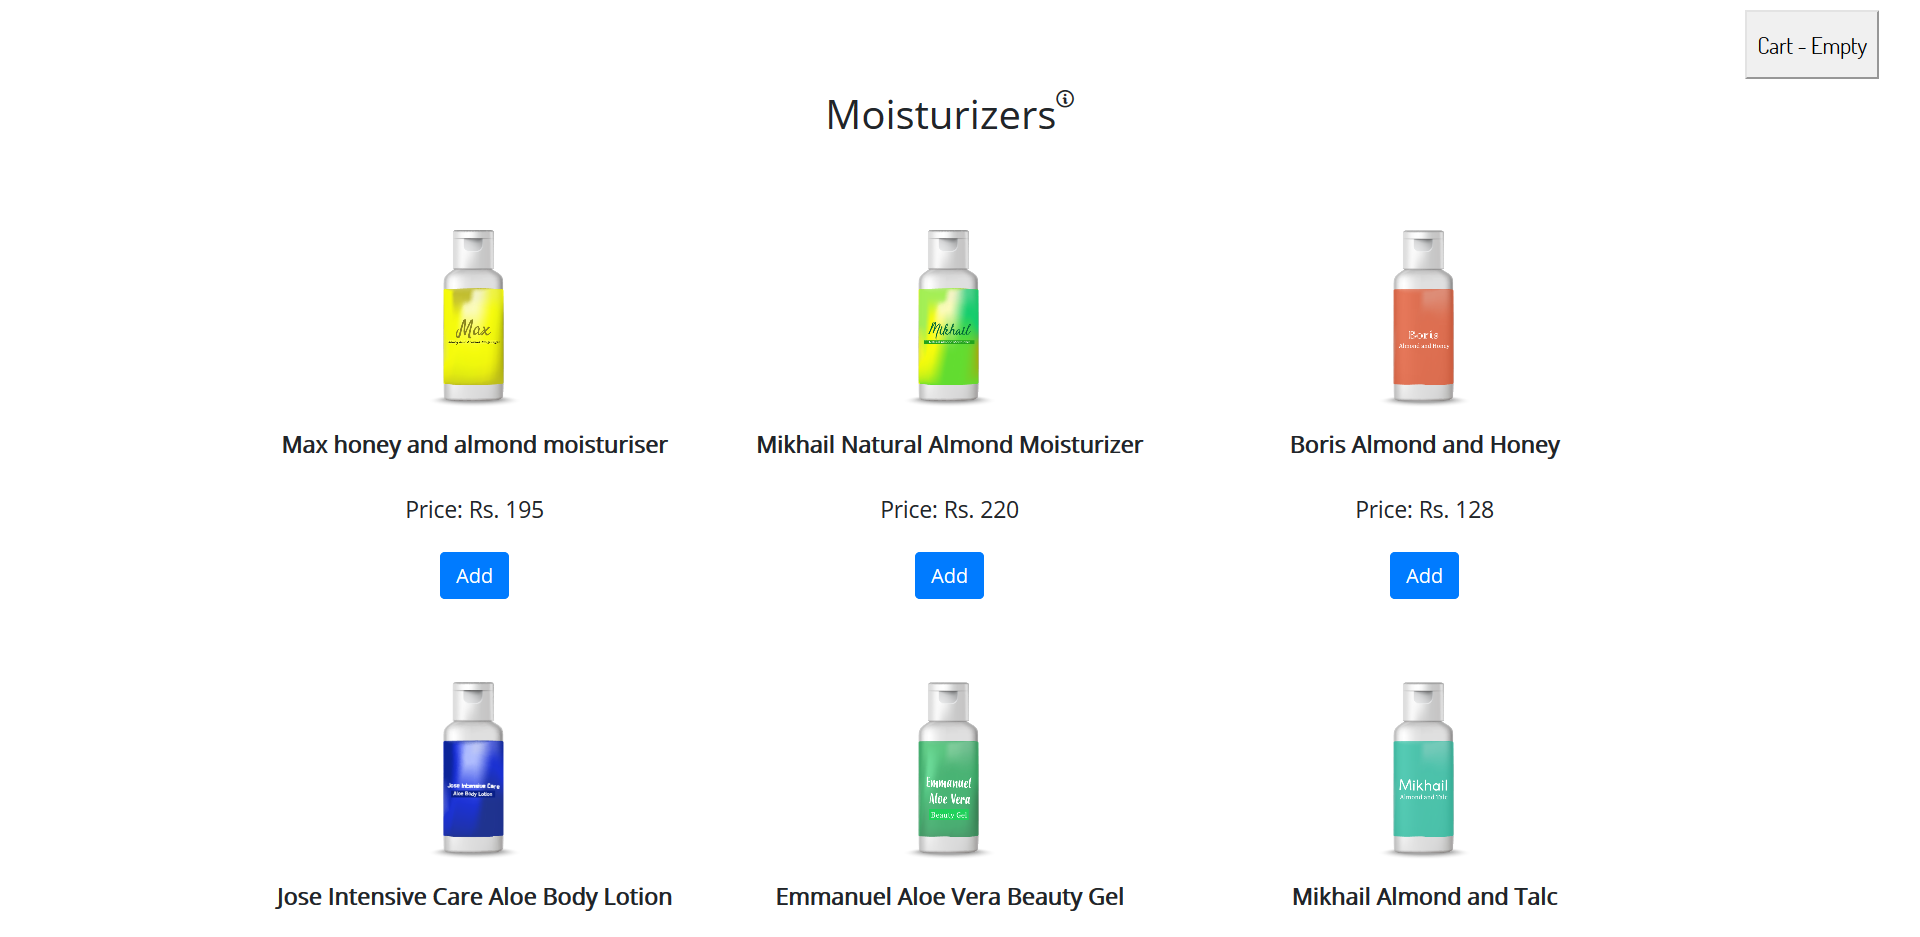 Cart - Empty
Moisturizers
Max
Mikhail
Boris
Almond and Honey
Max honey and almond moisturiser
Mikhail Natural Almond Moisturizer
Boris Almond and Honey
Price: Rs. 195
Price: Rs. 220
Price: Rs. 128
Add
Add
Add
Jose Intensive Care
Aloe Body Lotion
Emmanuel
Aloe Vera
Beauty Gel
Mikhail
Almond and Talc
Jose Intensive Care Aloe Body Lotion
Emmanuel Aloe Vera Beauty Gel
Mikhail Almond and Talc